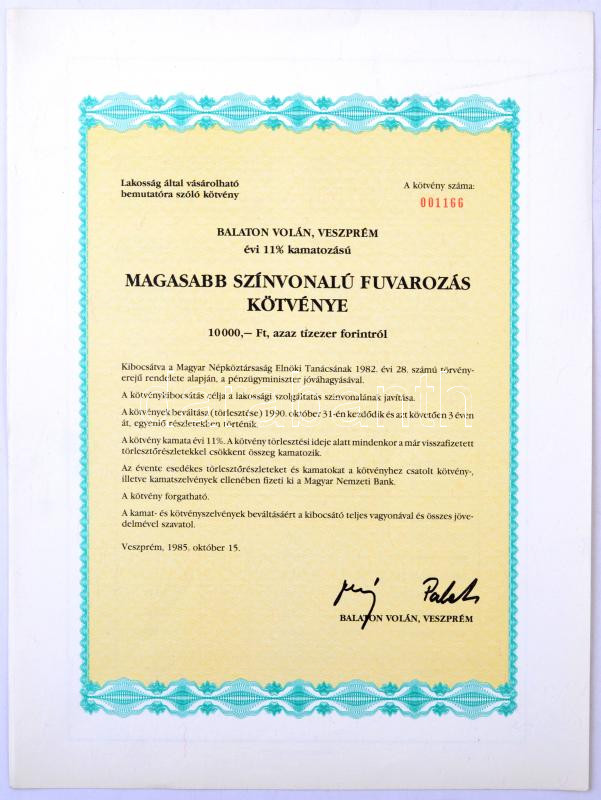 Lakosság által vásárolható
bemutatóra szóló kötvény
A kötvény száma:
001166
BALATON VOLÁN, VESZPRÉM
évi 11% kamatozású
MAGASABB SZÍNVONALÚ FUVAROZÁS
KÖTVÉNYE
10 000,— Ft, azaz tízezer forintról
Kibocsátva a Magyar Népköztársaság Elnöki Tanácsának 1982. évi 28. számú törvény-
erejű rendelete alapján, a pénzügyminiszter jóváhagyásával.
A kötvénykibocsátás célja a lakossági szolgáltatás színvonalának javítása.
A kötvények beváltása (törlesztése) 1990. október 31-én kezdődik és azt követően 3 éven
át, egyenlő részletekben történik.
A kötvény kamata évi 11%. A kötvény törlesztési ideje alatt mindenkor a már visszafizetett
törlesztőrészletekkel csökkent összeg kamatozik.
Az évente esedékes törlesztőrészleteket és kamatokat a kötvényhez csatolt kötvény-,
illetve kamatszelvények ellenében fizeti ki a Magyar Nemzeti Bank.
A kötvény forgatható.
A kamat- és kötvényszelvények beváltásáért a kibocsátó teljes vagyonával és összes jöve-
delmével szavatol.
Veszprém, 1985. október 15.
BALATON VOLÁN, VESZPRÉM